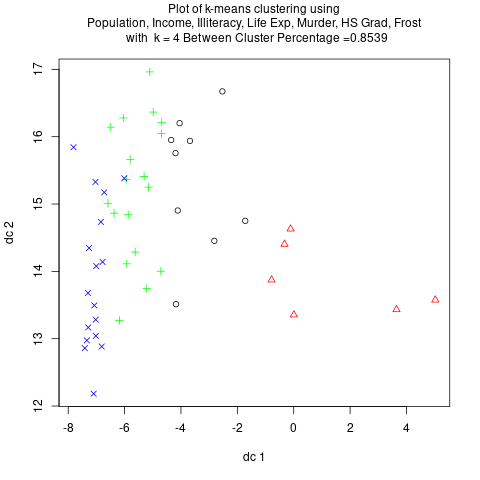 Plot of k-means clustering using
Population, Income, Illiteracy, Life Exp, Murder, HS Grad, Frost
with k = 4 Between Cluster Percentage =0.8539
17
16
15
14
13
12
dc 2
-8 -6 -4 -2 0 2 4
dc 1